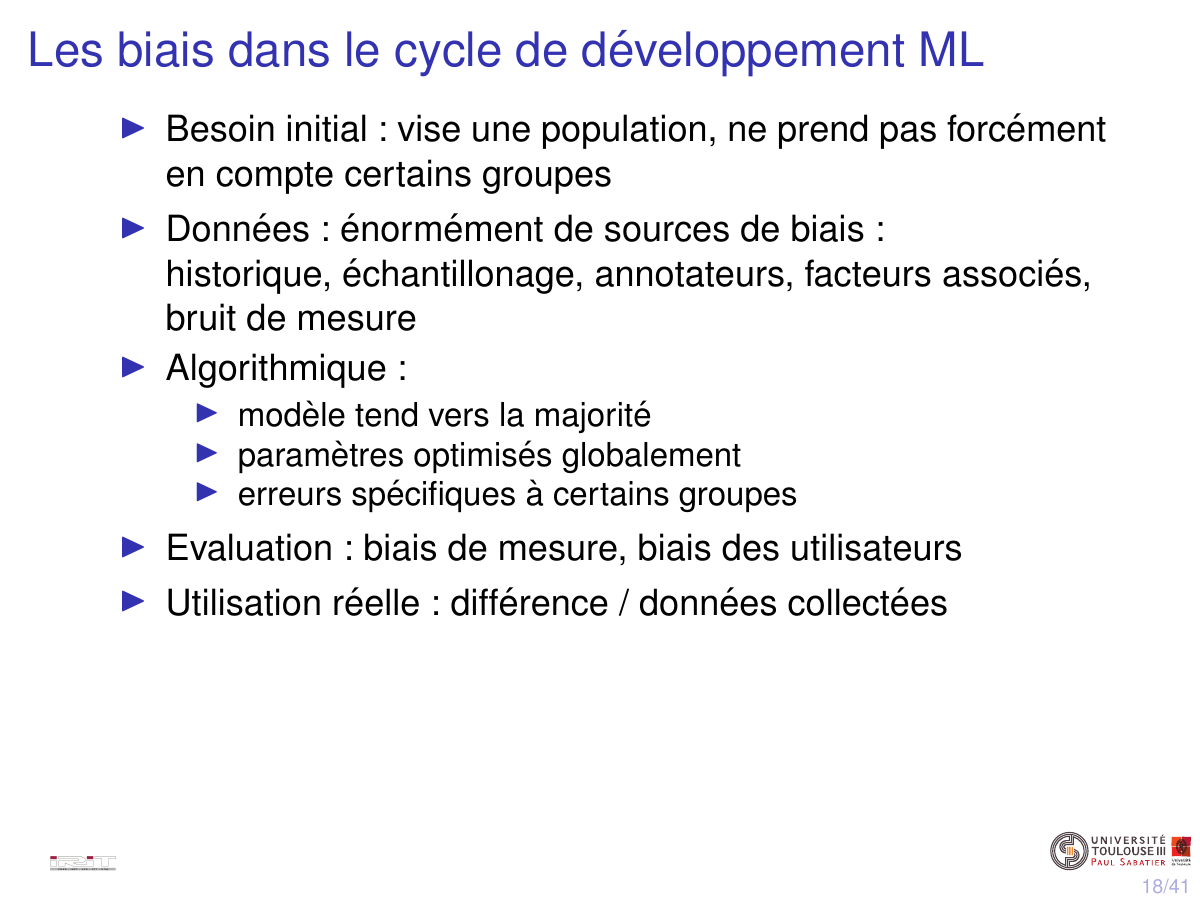 Les biais dans le cycle de développement ML
Besoin initial : vise une population, ne prend pas forcément
en compte certains groupes
Données : énormément de sources de biais :
historique, échantillonage, annotateurs, facteurs associés,
bruit de mesure
Algorithmique :
modèle tend vers la majorité
paramètres optimisés globalement
erreurs spécifiques à certains groupes
Evaluation : biais de mesure, biais des utilisateurs
Utilisation réelle : différence / données collectées
IRIT
UNIVERSITÉ
TOULOUSE III
PAUL SABATIER
18/41